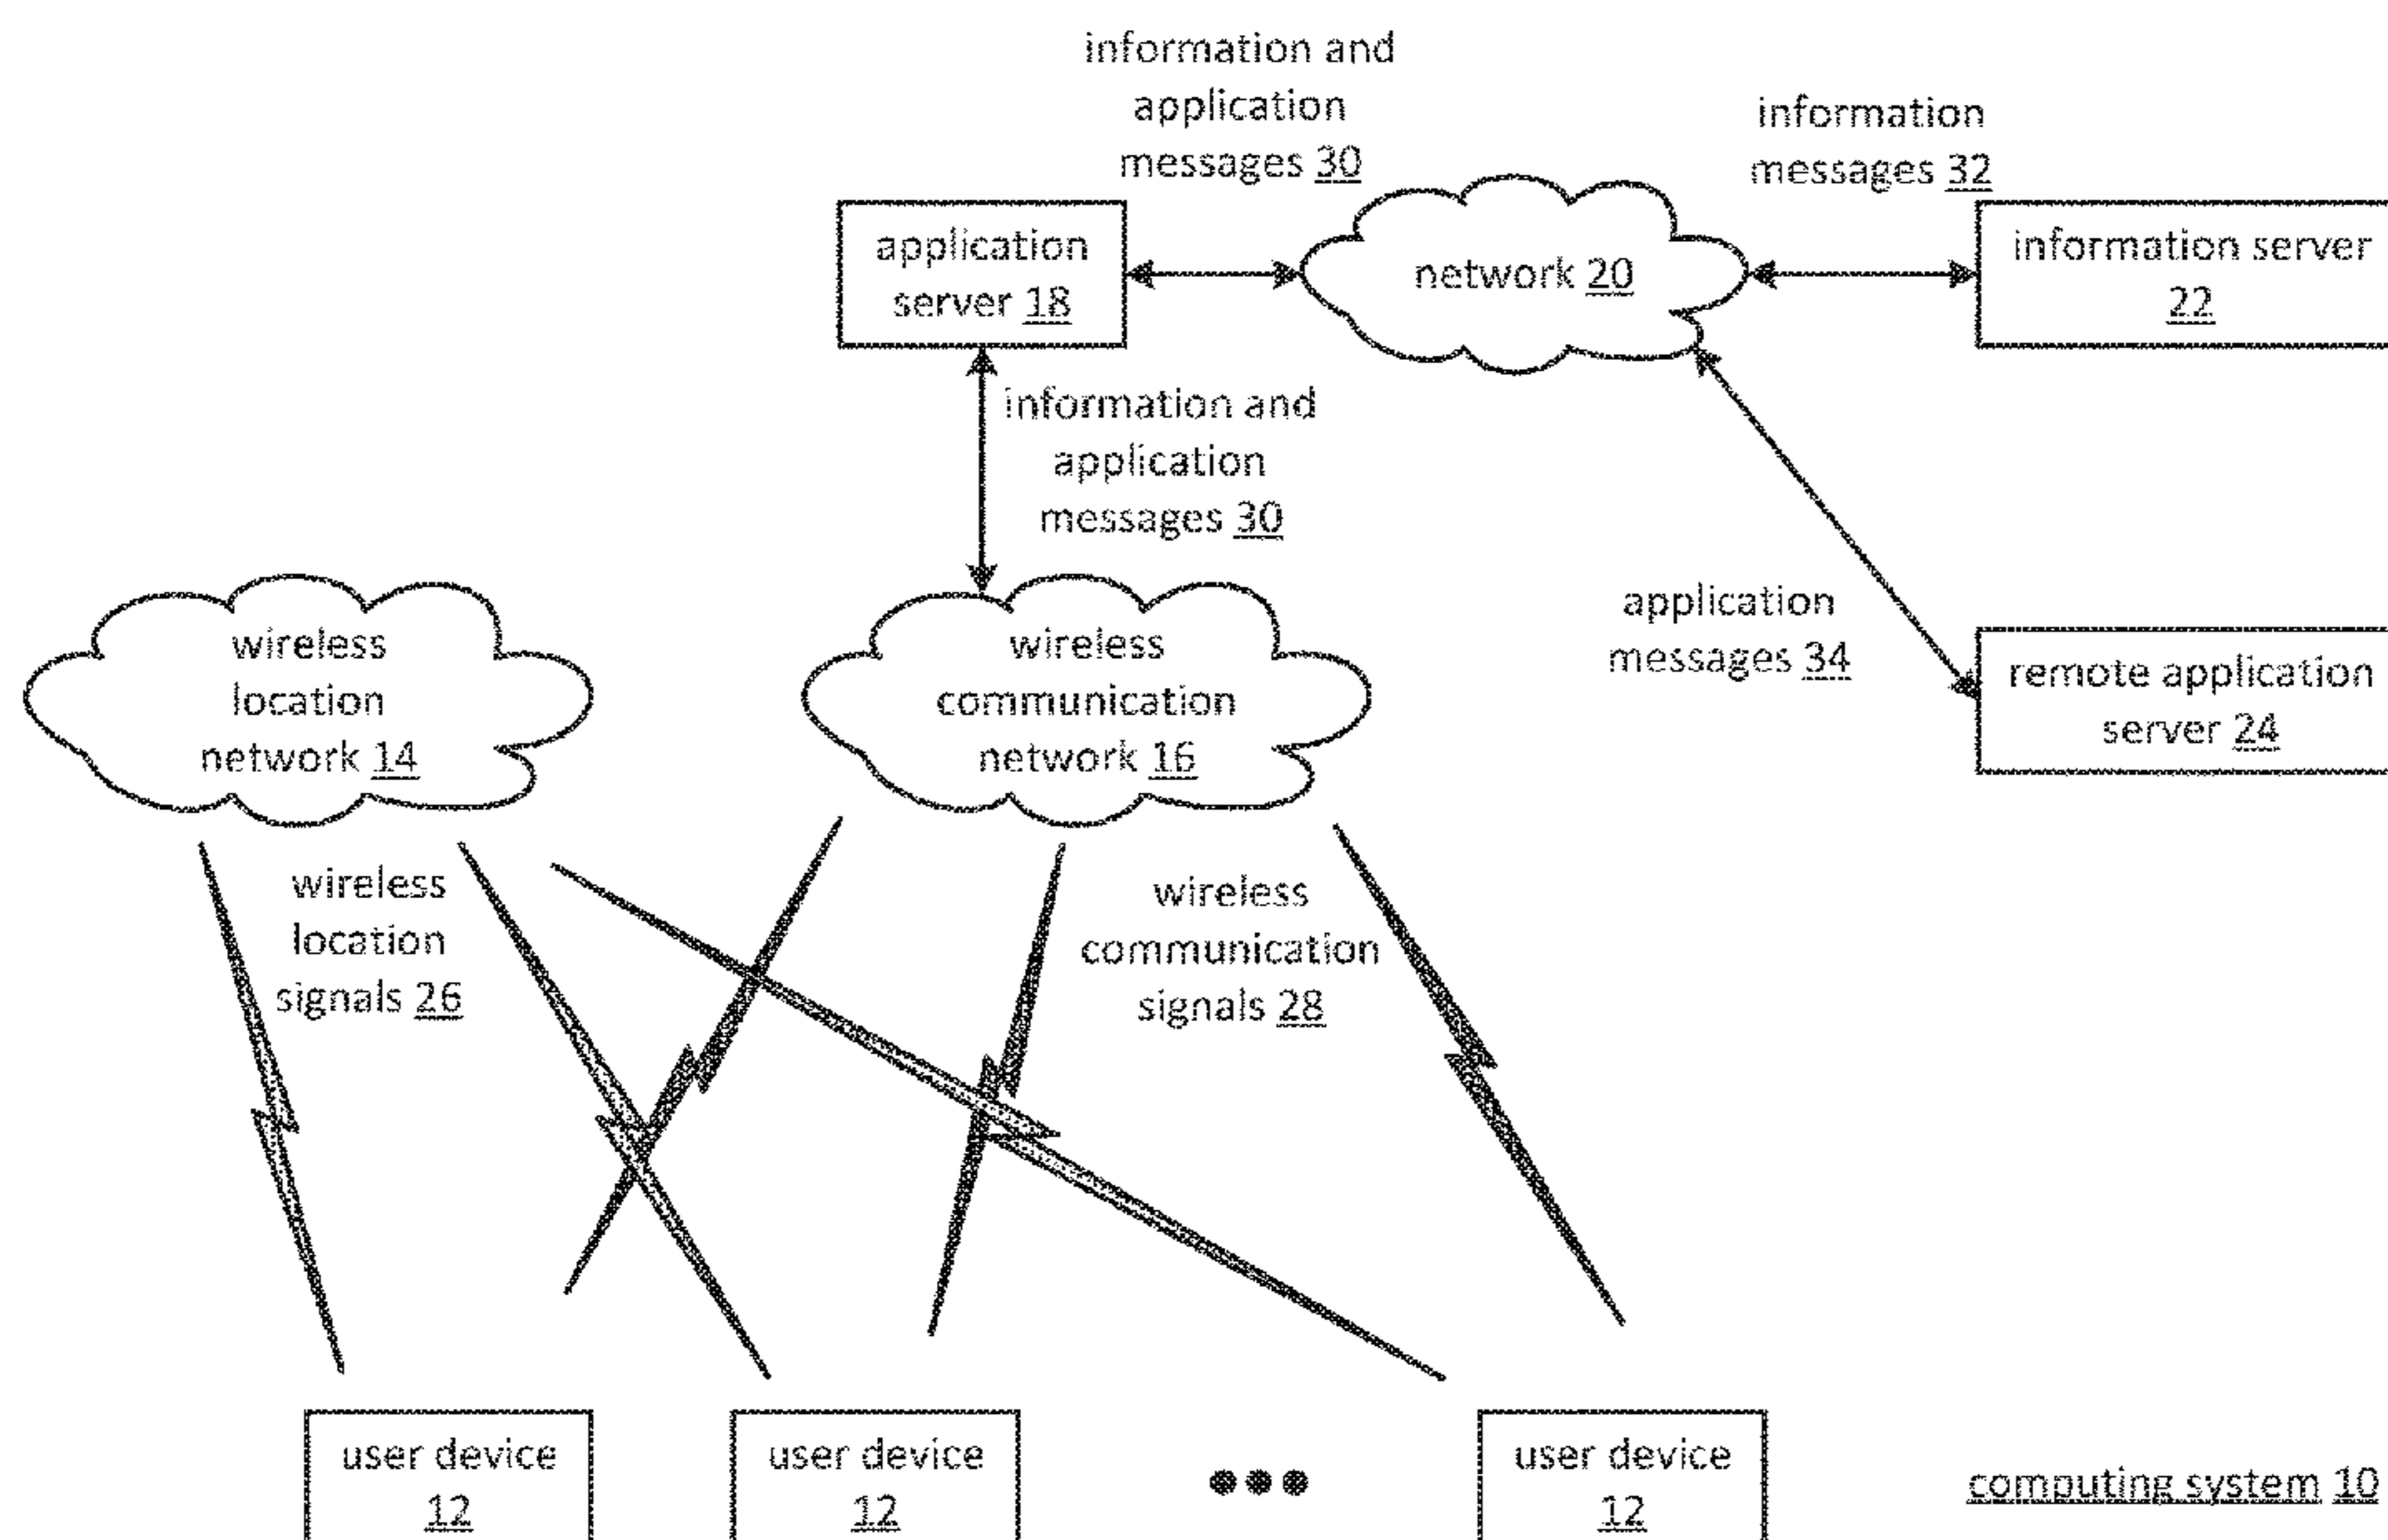 information and
application
messages 30
information
messages 32
application
server 18
network 20
information server
22
information and
application
messages 30
application
messages 34
remote application
server 24
wireless
location
network 14
wireless
communication
network 16
wireless
location
signals 26
wireless
communication
signals 28
user device
12
user device
12
user device
12
computing system 10